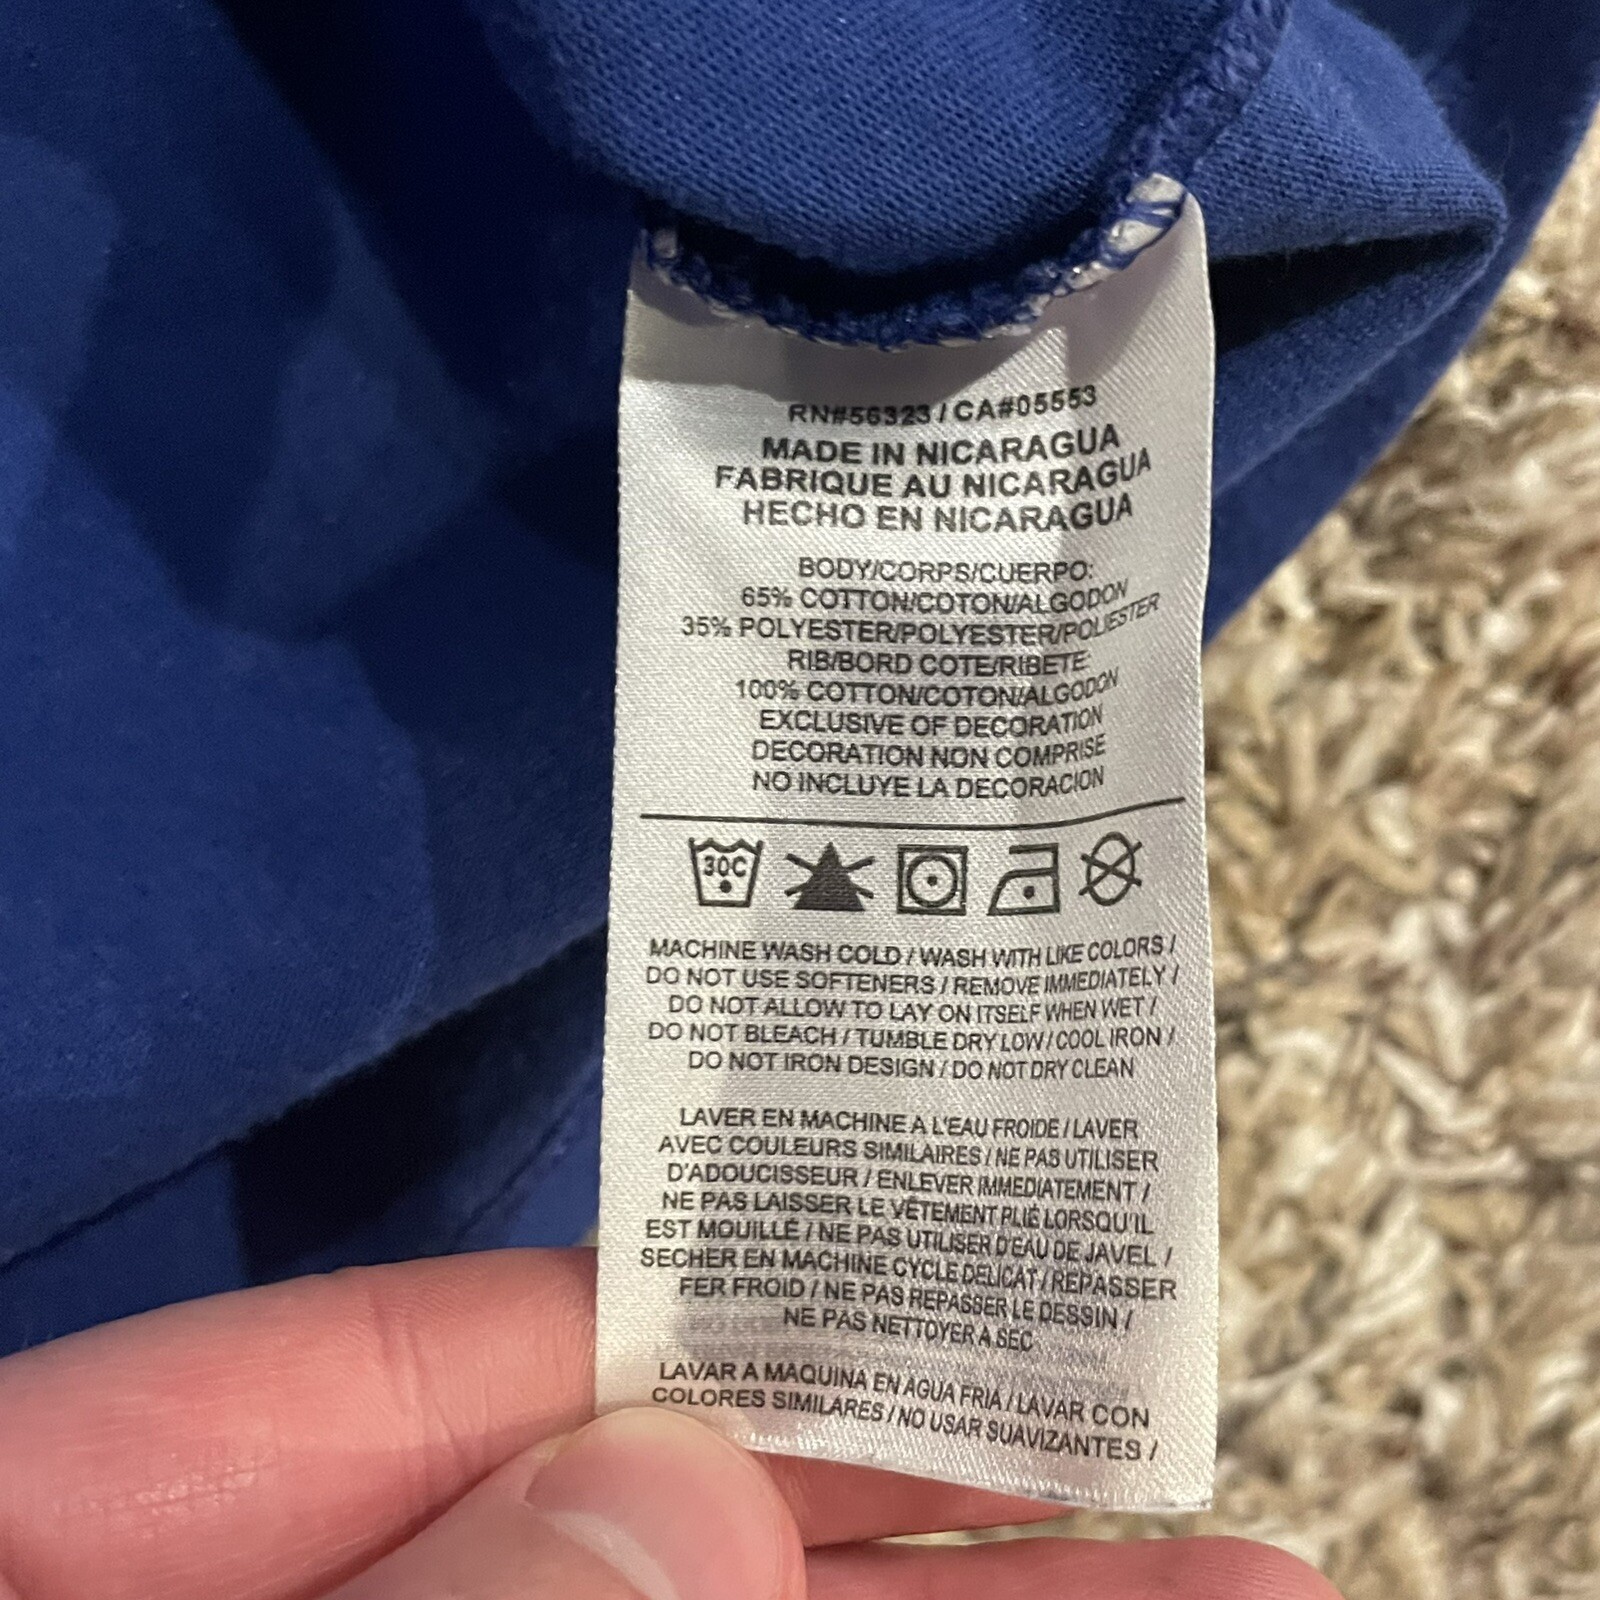 RN#56323 / CA#05553
MADE IN NICARAGUA
FABRIQUE AU NICARAGUA
HECHO EN NICARAGUA
BODY/CORPS/CUERPO:
65% COTTON/COTON/ALGODON
35% POLYESTER/POLYESTER/POLIESTER
RIB/BORD COTE/RIBETE:
100% COTTON/COTON/ALGODON
EXCLUSIVE OF DECORATION
DECORATION NON COMPRISE
NO INCLUYE LA DECORACION
30C
MACHINE WASH COLD / WASH WITH LIKE COLORS /
DO NOT USE SOFTENERS / REMOVE IMMEDIATELY /
DO NOT ALLOW TO LAY ON ITSELF WHEN WET /
DO NOT BLEACH / TUMBLE DRY LOW / COOL IRON /
DO NOT IRON DESIGN / DO NOT DRY CLEAN
LAVER EN MACHINE A L'EAU FROIDE / LAVER
AVEC COULEURS SIMILAIRES / NE PAS UTILISER
D'ADOUCISSEUR / ENLEVER IMMEDIATEMENT /
NE PAS LAISSER LE VÊTEMENT PLIÉ LORSQU'IL
EST MOUILLÉ / NE PAS UTILISER D'EAU DE JAVEL /
SECHER EN MACHINE CYCLE DELICAT / REPASSER
FER FROID / NE PAS REPASSER LE DESSIN /
NE PAS NETTOYER A SEC
LAVAR A MAQUINA EN AGUA FRIA / LAVAR CON
COLORES SIMILARES / NO USAR SUAVIZANTES /